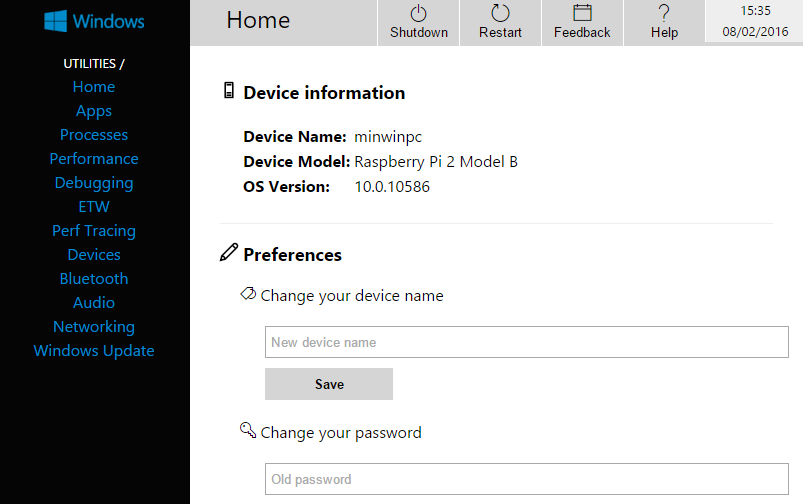 Windows
UTILITIES /
Home
Apps
Processes
Performance
Debugging
ETW
Perf Tracing
Devices
Bluetooth
Audio
Networking
Windows Update
Home
Shutdown
Restart
Feedback
Help
15:35
08/02/2016
Device information
Device Name: minwinpc
Device Model: Raspberry Pi 2 Model B
OS Version: 10.0.10586
Preferences
Change your device name
New device name
Save
Change your password
Old password